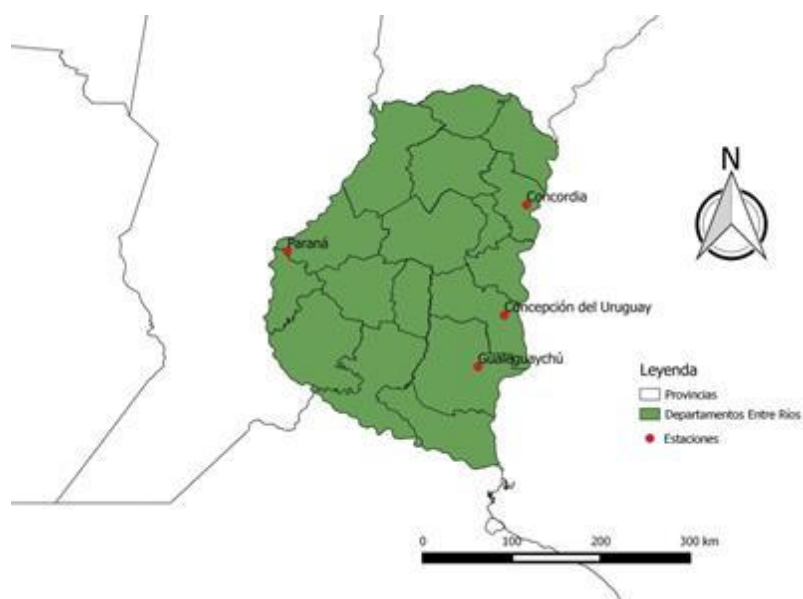 N
Concordia
Paraná
Concepción del Uruguay
Gualeguaychú
Leyenda
Provincias
Departamentos Entre Ríos
Estaciones
0 100 200 300 km